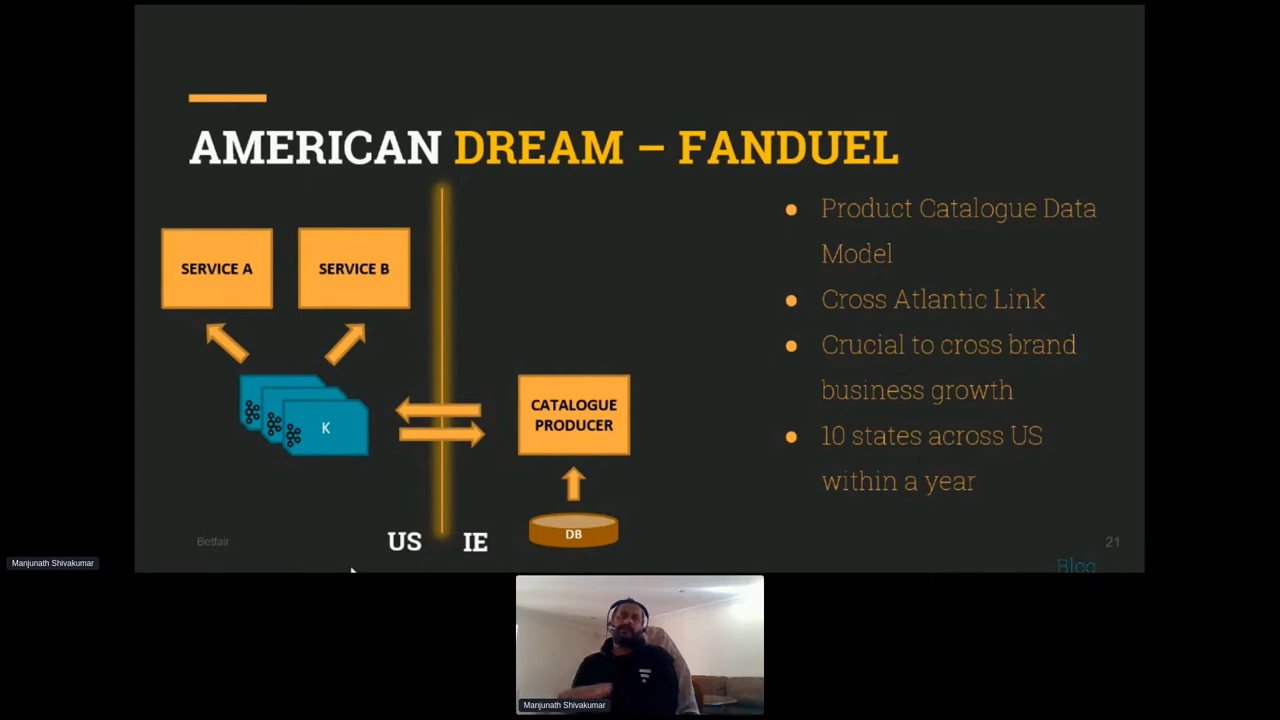 AMERICAN DREAM – FANDUEL
SERVICE A
SERVICE B
K
CATALOGUE
PRODUCER
DB
US
IE
● Product Catalogue Data
Model
● Cross Atlantic Link
● Crucial to cross brand
business growth
● 10 states across US
within a year
Betfair
21
Blog
Manjunath Shivakumar
Manjunath Shivakumar